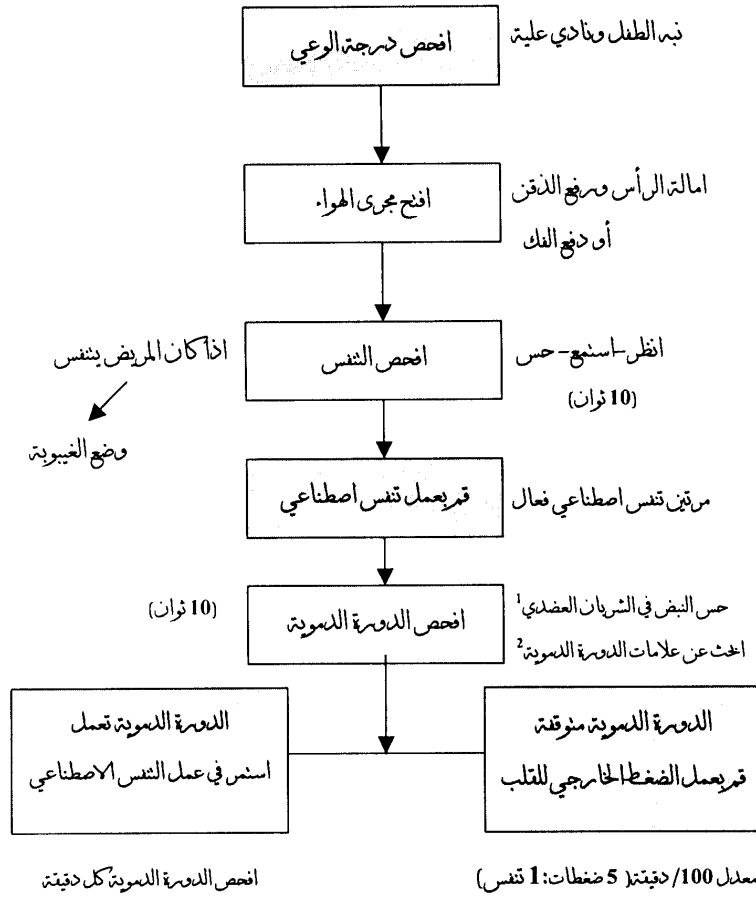 افحص درجة الوعي
نبه الطفل ونادي علية
افتح مجرى الهواء
امالة الرأس ورفع الذقن
أو دفع الفك
افحص التنفس
انظر-استمع-حس
(10 ثوان)
اذا كان المريض يتنفس
وضع الغيبوبة
قم بعمل تنفس اصطناعي
مرتين تنفس اصطناعي فعال
افحص الدورة الدموية
حس النبض في الشريان العضدي¹
ابحث عن علامات الدورة الدموية²
(10 ثوان)
الدورة الدموية متوقفة
قم بعمل الضغط الخارجي للقلب
معدل 100/ دقيقة( 5 ضغطات:1 تنفس)
الدورة الدموية تعمل
استمر في عمل التنفس الاصطناعي
افحص الدورة الدموية كل دقيقة